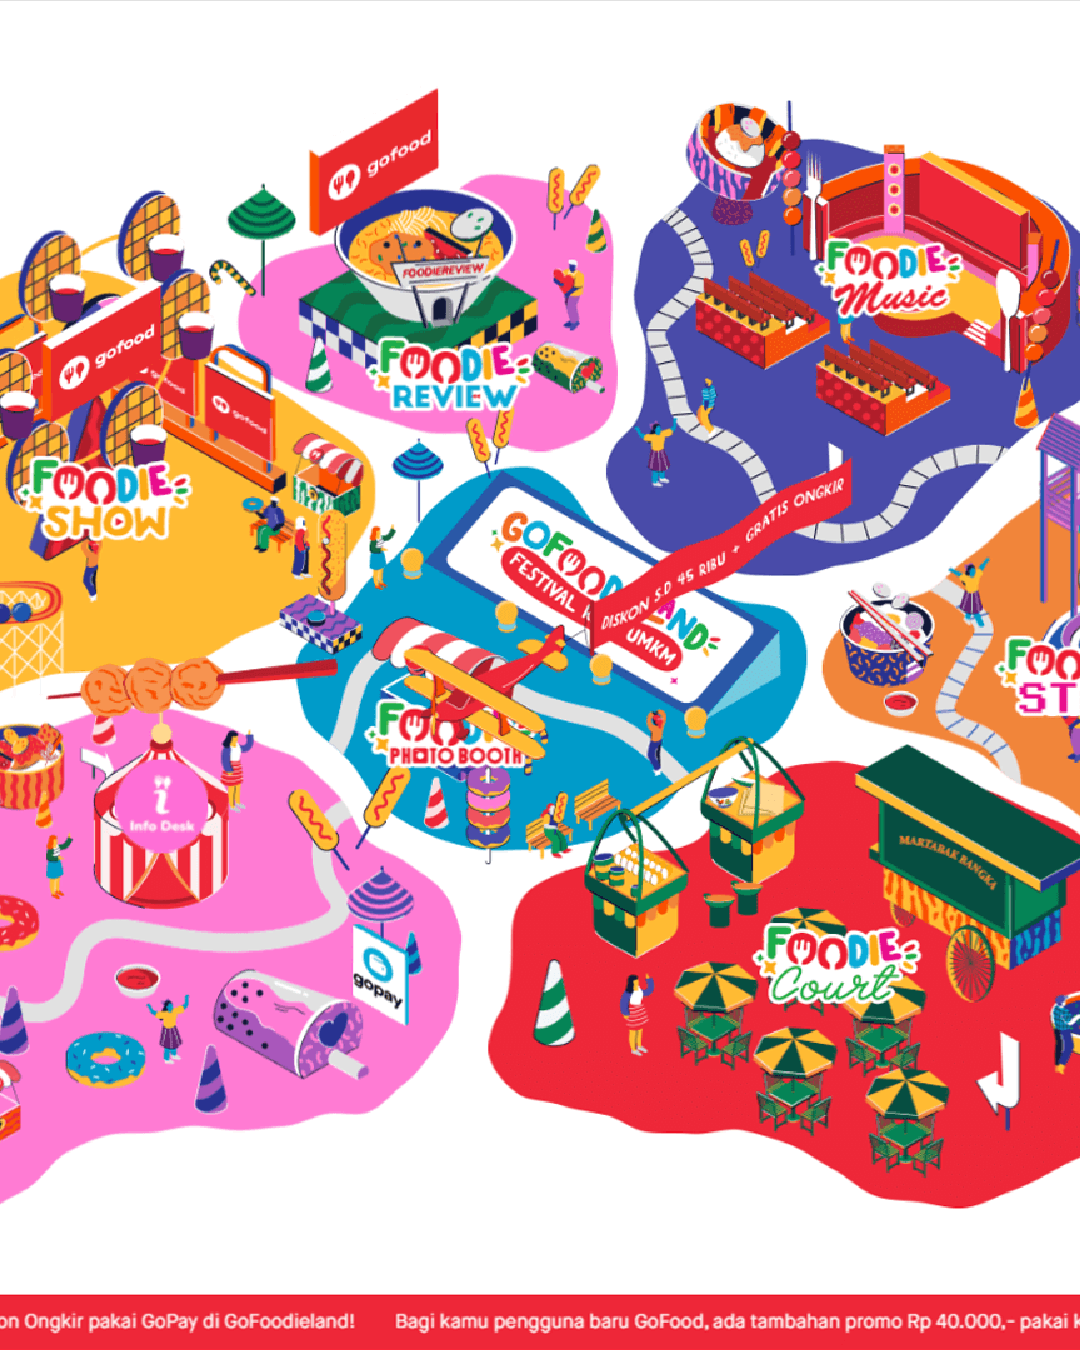 gofood
FOODIEREVIEW
FOODIE
REVIEW
FOODIE
Music
gofood
gofood
FOODIE
SHOW
DISKON S.D 45 RIBU + GRATIS ONGKIR
FESTIVAL
UMKM
PHOTO BOOTH
FOO
ST
Info Desk
gopay
MARTABAK BANGKA
FOODIE
Court
on Ongkir pakai GoPay di GoFoodieland!
Bagi kamu pengguna baru GoFood, ada tambahan promo Rp 40.000,- pakai k